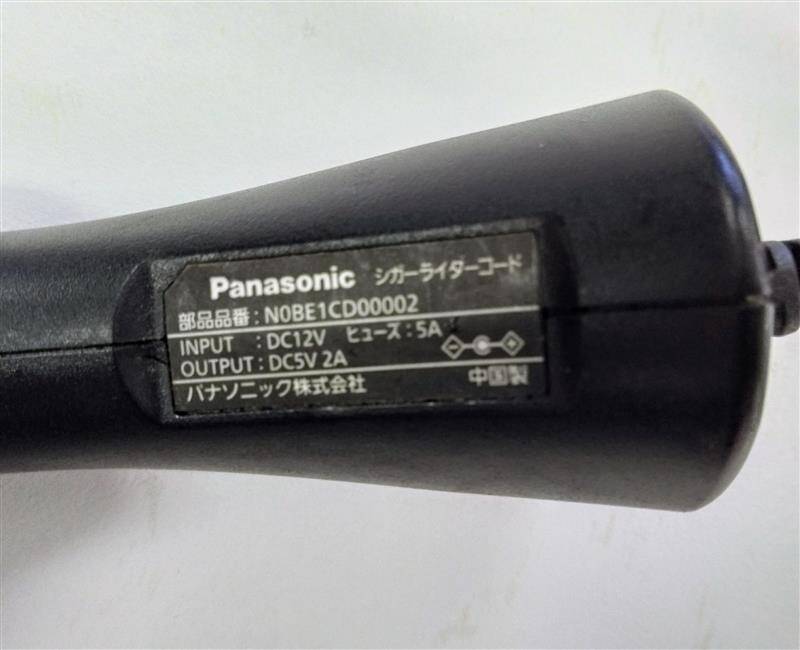 Panasonic シガーライターコード
部品品番：N0BE1CD00002
INPUT ：DC12V ヒューズ：5A
OUTPUT：DC5V 2A
パナソニック株式会社 中国製